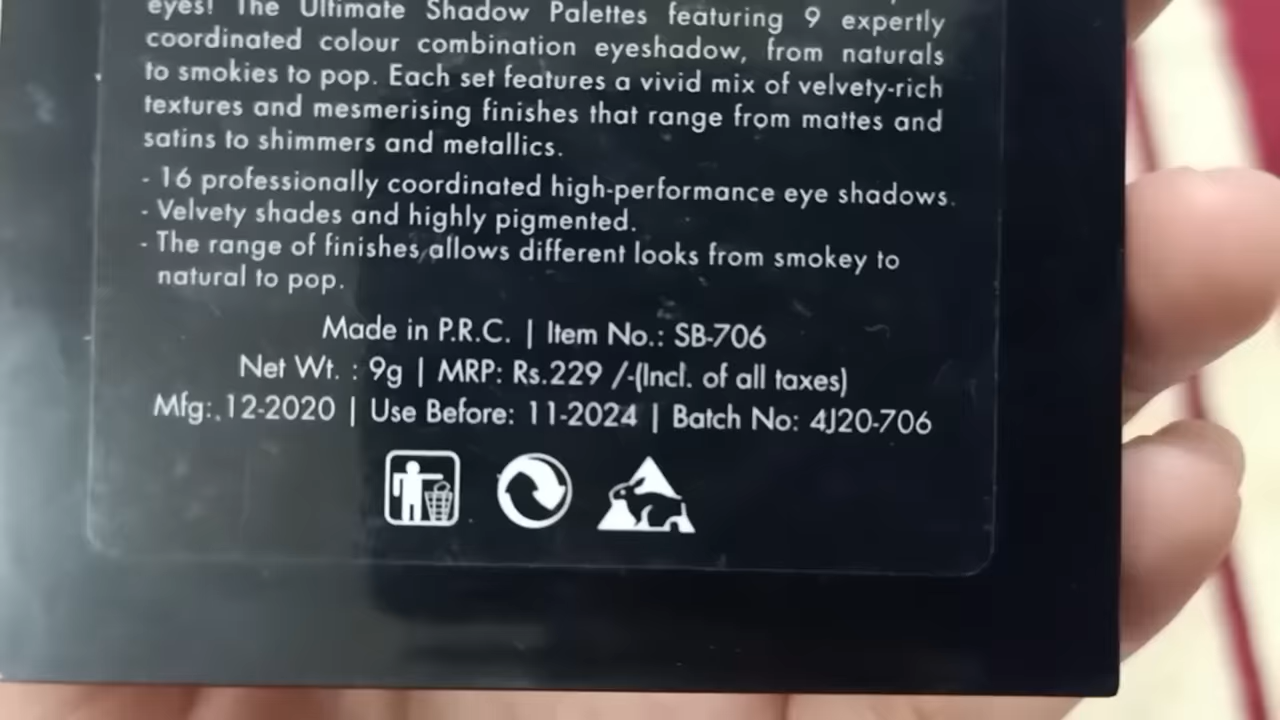 eyes! The Ultimate Shadow Palettes featuring 9 expertly
coordinated colour combination eyeshadow, from naturals
to smokies to pop. Each set features a vivid mix of velvety-rich
textures and mesmerising finishes that range from mattes and
satins to shimmers and metallics.
- 16 professionally coordinated high-performance eye shadows.
- Velvety shades and highly pigmented.
- The range of finishes allows different looks from smokey to
natural to pop.
Made in P.R.C. | Item No.: SB-706
Net Wt. : 9g | MRP: Rs.229 /-(Incl. of all taxes)
Mfg: 12-2020 | Use Before: 11-2024 | Batch No: 4J20-706